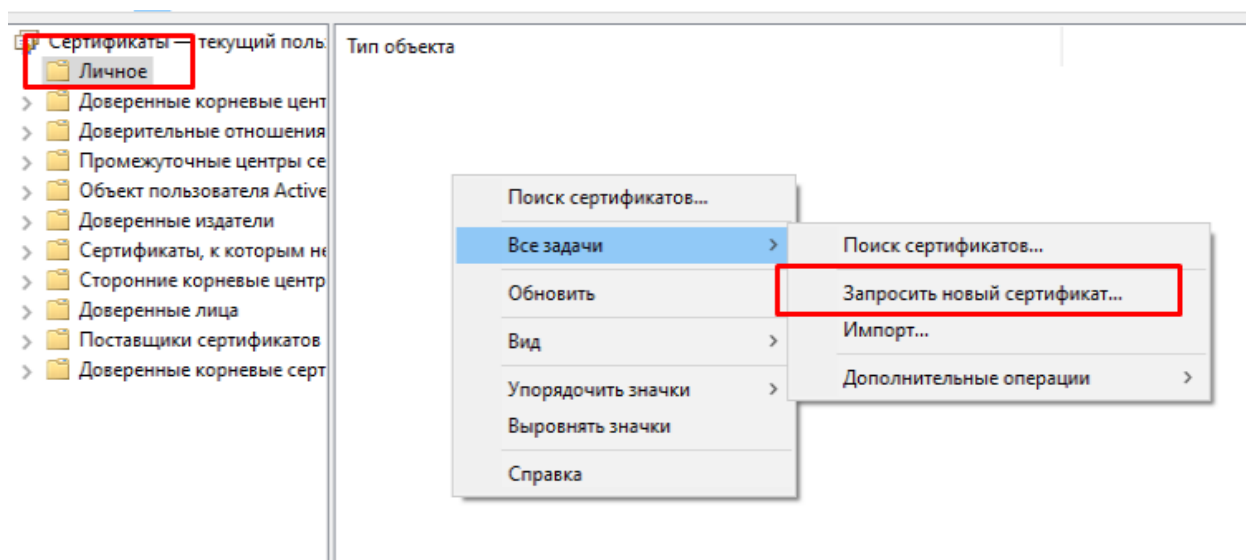 Сертификаты — текущий поль
Личное
Доверенные корневые цент
Доверительные отношения
Промежуточные центры се
Объект пользователя Active
Доверенные издатели
Сертификаты, к которым не
Сторонние корневые центр
Доверенные лица
Поставщики сертификатов
Доверенные корневые серт
Тип объекта
Поиск сертификатов...
Все задачи
Обновить
Вид
Упорядочить значки
Выровнять значки
Справка
Поиск сертификатов...
Запросить новый сертификат...
Импорт...
Дополнительные операции